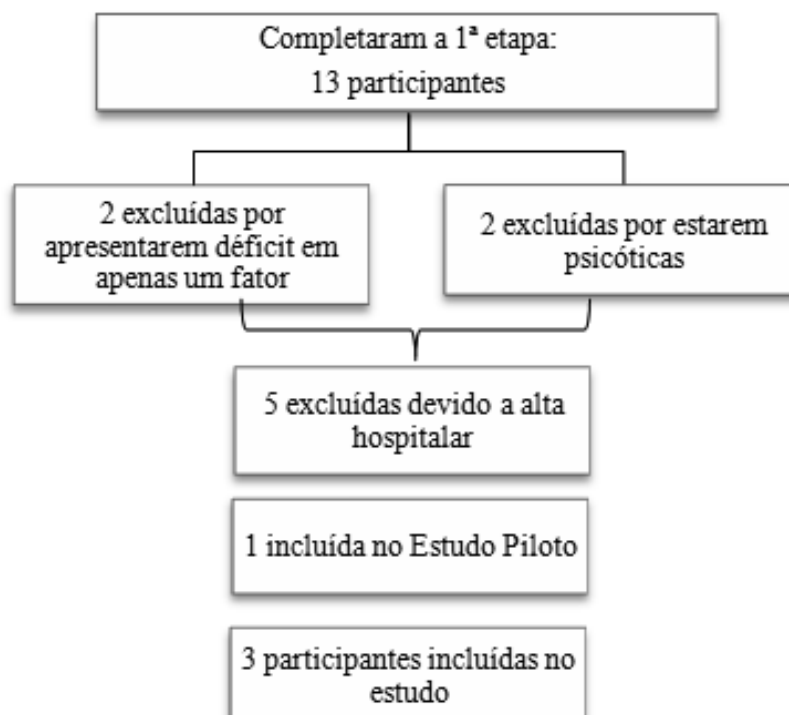 Completaram a 1ª etapa:
13 participantes
2 excluídas por
apresentarem déficit em
apenas um fator
2 excluídas por estarem
psicóticas
5 excluídas devido a alta
hospitalar
1 incluída no Estudo Piloto
3 participantes incluídas no
estudo